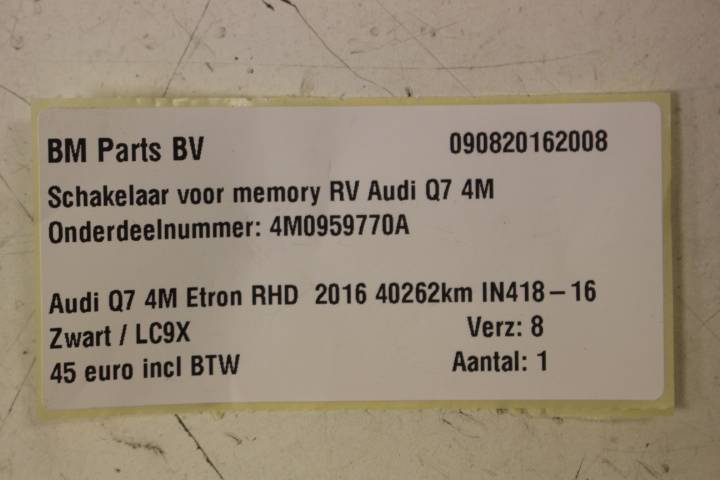 BM Parts BV 090820162008
Schakelaar voor memory RV Audi Q7 4M
Onderdeelnummer: 4M0959770A
Audi Q7 4M Etron RHD 2016 40262km IN418-16
Zwart / LC9X Verz: 8
45 euro incl BTW Aantal: 1